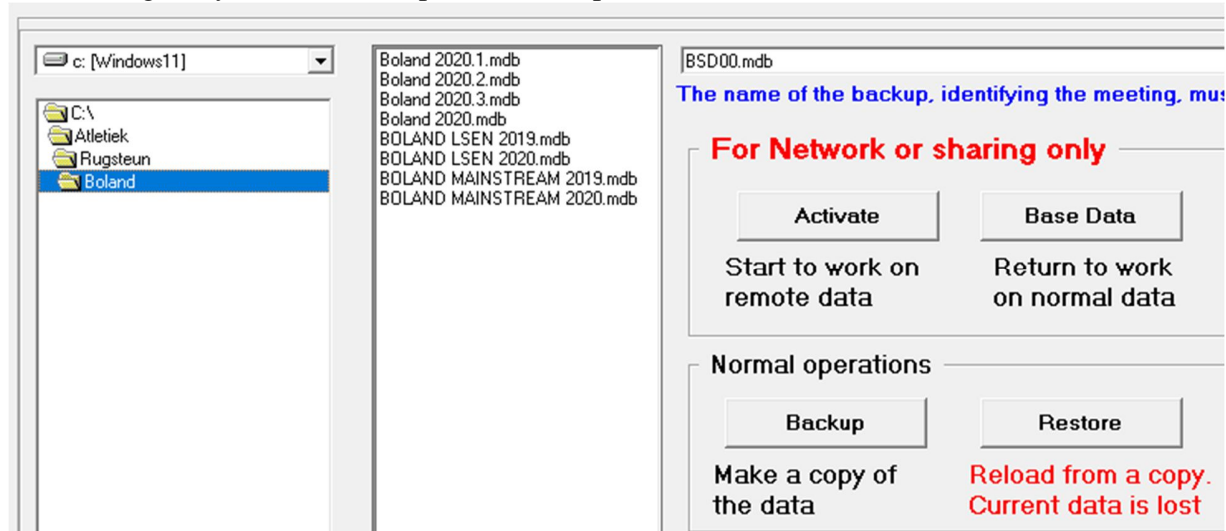 c: [Windows11]
C:\
Atletiek
Rugsteun
Boland
Boland 2020.1.mdb
Boland 2020.2.mdb
Boland 2020.3.mdb
Boland 2020.mdb
BOLAND LSEN 2019.mdb
BOLAND LSEN 2020.mdb
BOLAND MAINSTREAM 2019.mdb
BOLAND MAINSTREAM 2020.mdb
BSD00.mdb
The name of the backup, identifying the meeting,
For Network or sharing only
Activate
Base Data
Start to work on
remote data
Return to work
on normal data
Normal operations
Backup
Restore
Make a copy of
the data
Reload from a copy.
Current data is lost